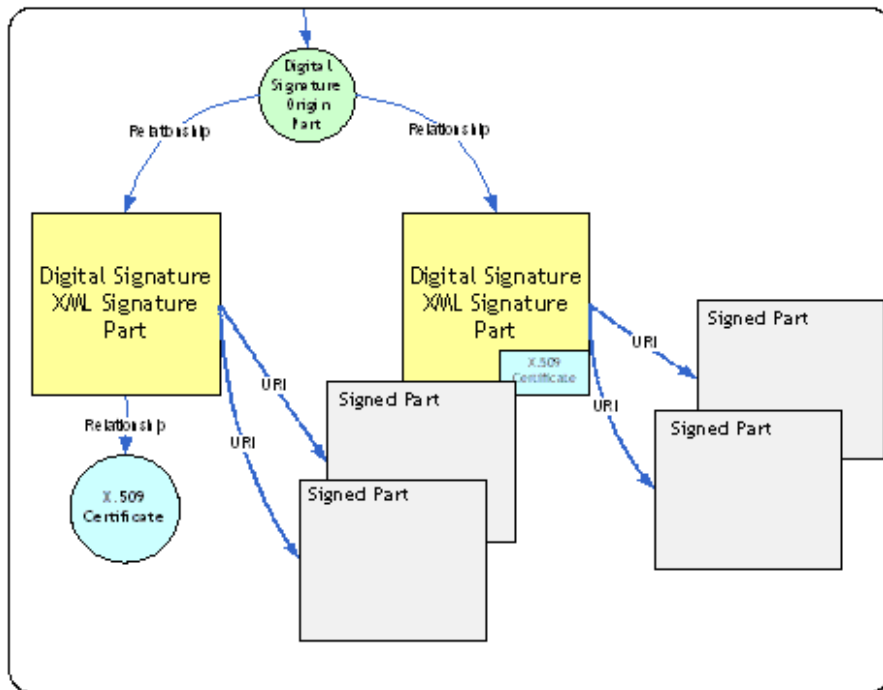 Digital
Signature
Origin
Part
Relationship
Relationship
Digital Signature
XML Signature
Part
Digital Signature
XML Signature
Part
X.509
Certificate
Signed Part
URI
URI
Signed Part
URI
URI
Signed Part
Signed Part
Relationship
X.509
Certificate